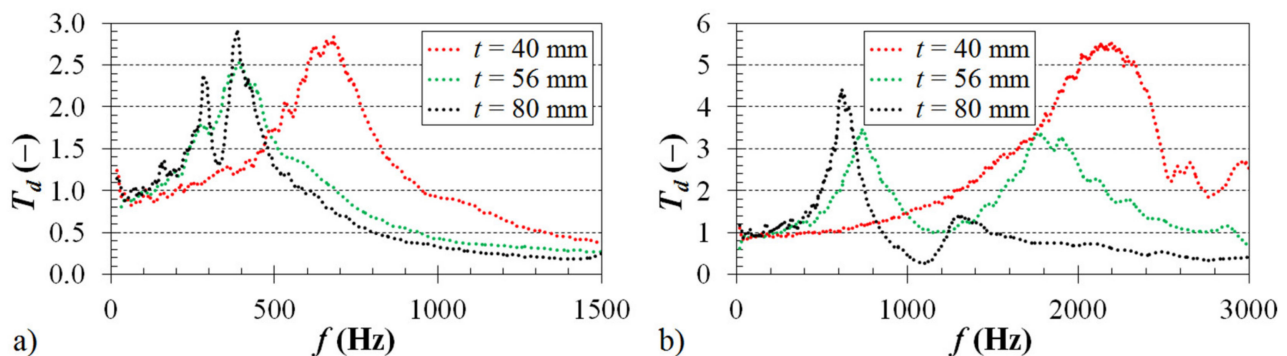 3.0
2.5
2.0
1.5
1.0
0.5
0.0
T_d (–)
t = 40 mm
t = 56 mm
t = 80 mm
0 500 1000 1500
a) f (Hz)
6
5
4
3
2
1
0
T_d (–)
t = 40 mm
t = 56 mm
t = 80 mm
0 1000 2000 3000
b) f (Hz)